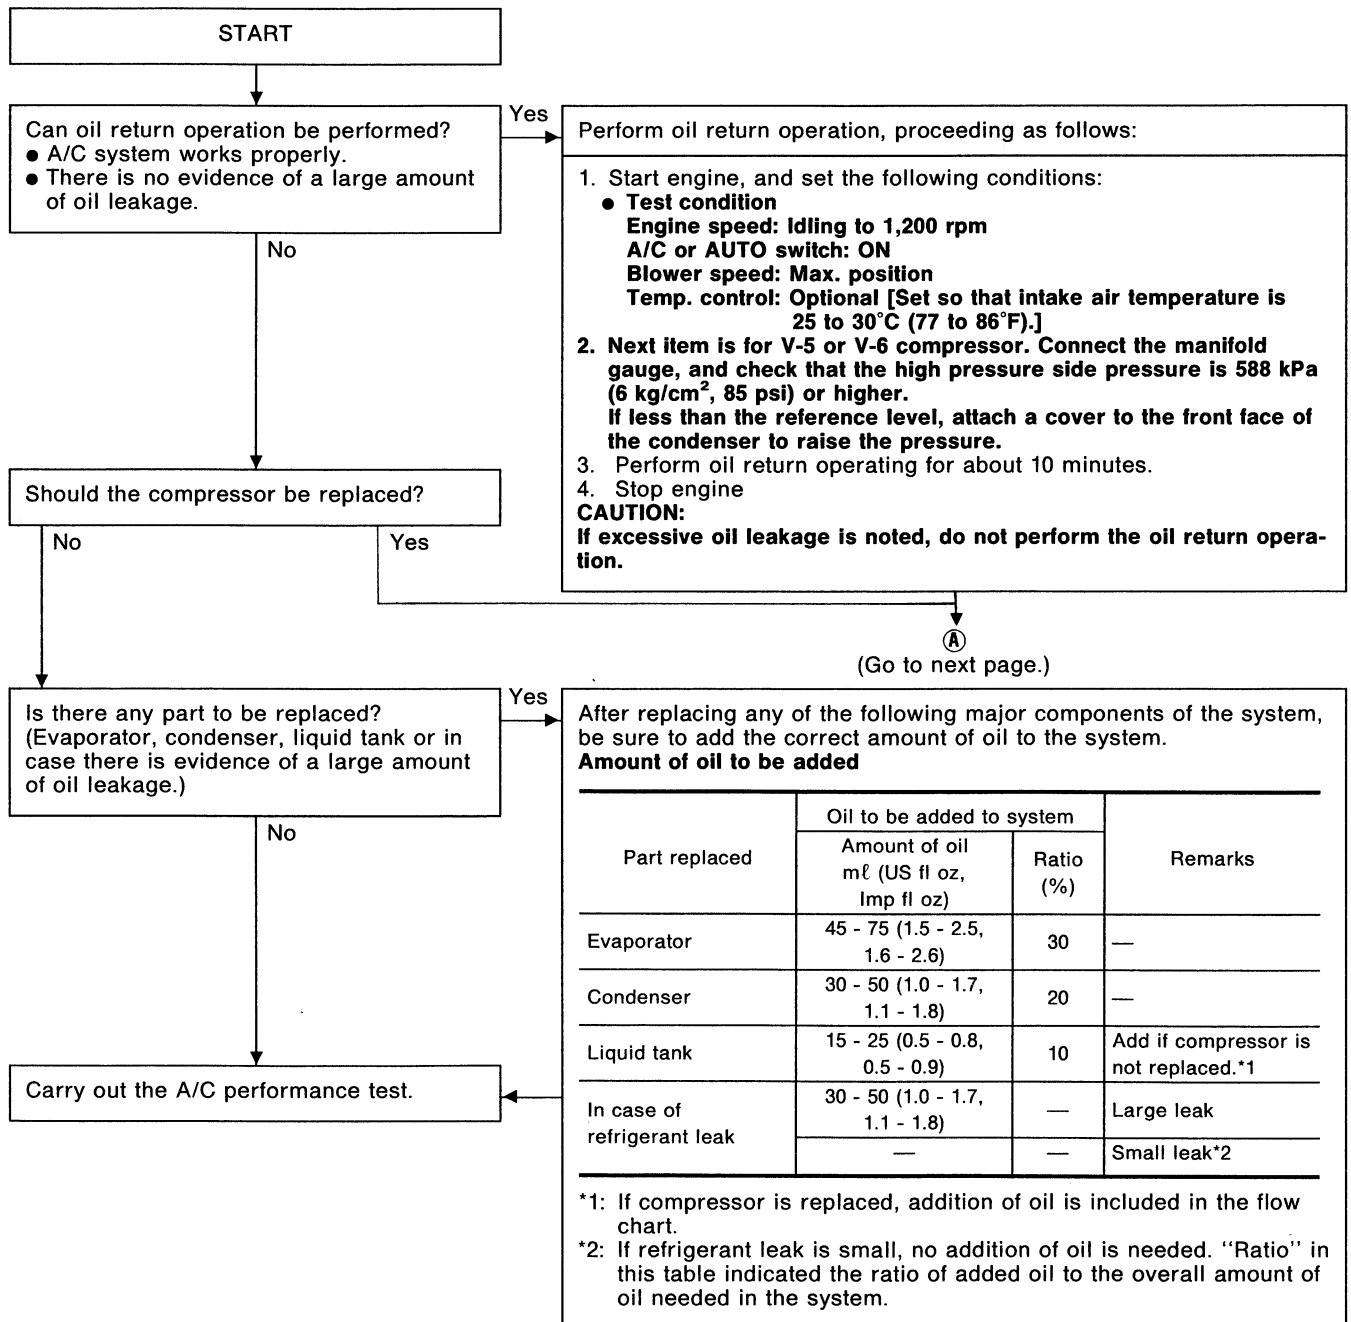 START
Can oil return operation be performed?
● A/C system works properly.
● There is no evidence of a large amount
of oil leakage.
Yes
No
Perform oil return operation, proceeding as follows:
1. Start engine, and set the following conditions:
● Test condition
Engine speed: Idling to 1,200 rpm
A/C or AUTO switch: ON
Blower speed: Max. position
Temp. control: Optional [Set so that intake air temperature is
25 to 30°C (77 to 86°F).]
2. Next item is for V-5 or V-6 compressor. Connect the manifold
gauge, and check that the high pressure side pressure is 588 kPa
(6 kg/cm², 85 psi) or higher.
If less than the reference level, attach a cover to the front face of
the condenser to raise the pressure.
3. Perform oil return operating for about 10 minutes.
4. Stop engine
CAUTION:
If excessive oil leakage is noted, do not perform the oil return opera-
tion.
Should the compressor be replaced?
No
Yes
Ⓐ
(Go to next page.)
Is there any part to be replaced?
(Evaporator, condenser, liquid tank or in
case there is evidence of a large amount
of oil leakage.)
Yes
No
After replacing any of the following major components of the system,
be sure to add the correct amount of oil to the system.
Amount of oil to be added
Part replaced
Oil to be added to system
Amount of oil
mℓ (US fl oz,
Imp fl oz)
Ratio
(%)
Remarks
Evaporator
45 - 75 (1.5 - 2.5,
1.6 - 2.6)
30
—
Condenser
30 - 50 (1.0 - 1.7,
1.1 - 1.8)
20
—
Liquid tank
15 - 25 (0.5 - 0.8,
0.5 - 0.9)
10
Add if compressor is
not replaced.*1
In case of
refrigerant leak
30 - 50 (1.0 - 1.7,
1.1 - 1.8)
—
Large leak
—
—
Small leak*2
*1: If compressor is replaced, addition of oil is included in the flow
chart.
*2: If refrigerant leak is small, no addition of oil is needed. ‘‘Ratio’’ in
this table indicated the ratio of added oil to the overall amount of
oil needed in the system.
Carry out the A/C performance test.